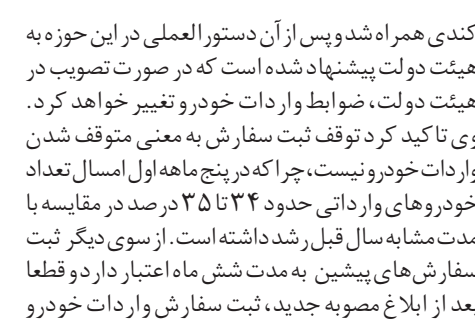 کندی همراه شد و پس از آن دستورالعملی در این حوزه به
هیئت دولت پیشنهاد شده است که در صورت تصویب در
هیئت دولت، ضوابط واردات خودرو تغییر خواهد کرد.
وی تاکید کرد توقف ثبت سفارش به معنی متوقف شدن
واردات خودرو نیست، چرا که در پنج ماهه اول امسال تعداد
خودروهای وارداتی حدود ۳۴ تا ۳۵ درصد در مقایسه با
مدت مشابه سال قبل رشد داشته است. از سوی دیگر ثبت
سفارش‌های پیشین به مدت شش ماه اعتبار دارد و قطعا
بعد از ابلاغ مصوبه جدید، ثبت سفارش واردات خودرو